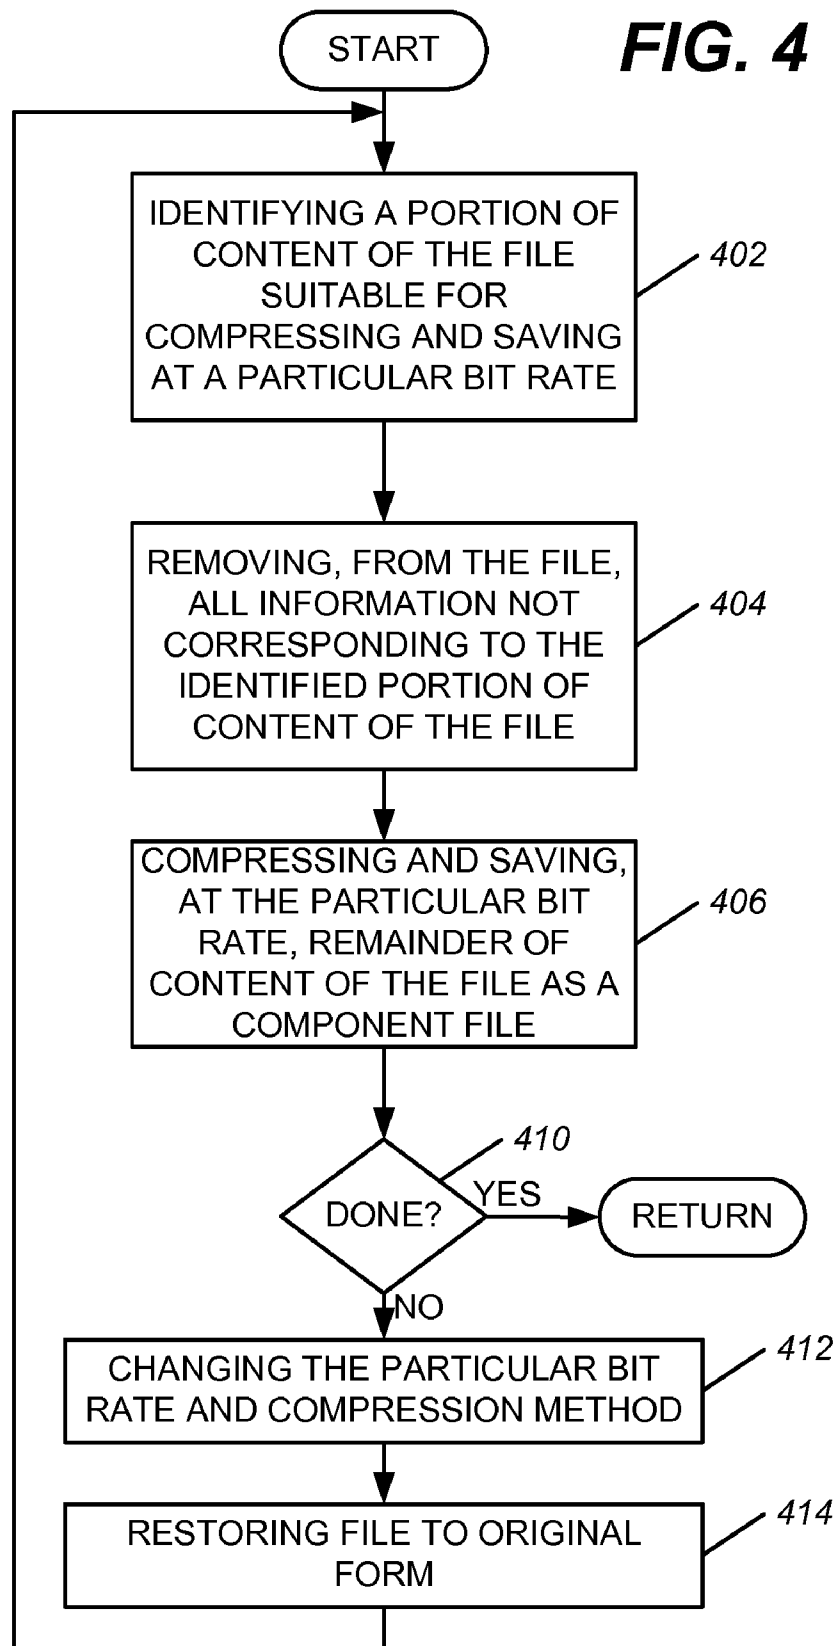 START
FIG. 4
IDENTIFYING A PORTION OF
CONTENT OF THE FILE
SUITABLE FOR
COMPRESSING AND SAVING
AT A PARTICULAR BIT RATE
402
REMOVING, FROM THE FILE,
ALL INFORMATION NOT
CORRESPONDING TO THE
IDENTIFIED PORTION OF
CONTENT OF THE FILE
404
COMPRESSING AND SAVING,
AT THE PARTICULAR BIT
RATE, REMAINDER OF
CONTENT OF THE FILE AS A
COMPONENT FILE
406
410
DONE?
YES
RETURN
NO
CHANGING THE PARTICULAR BIT
RATE AND COMPRESSION METHOD
412
RESTORING FILE TO ORIGINAL
FORM
414